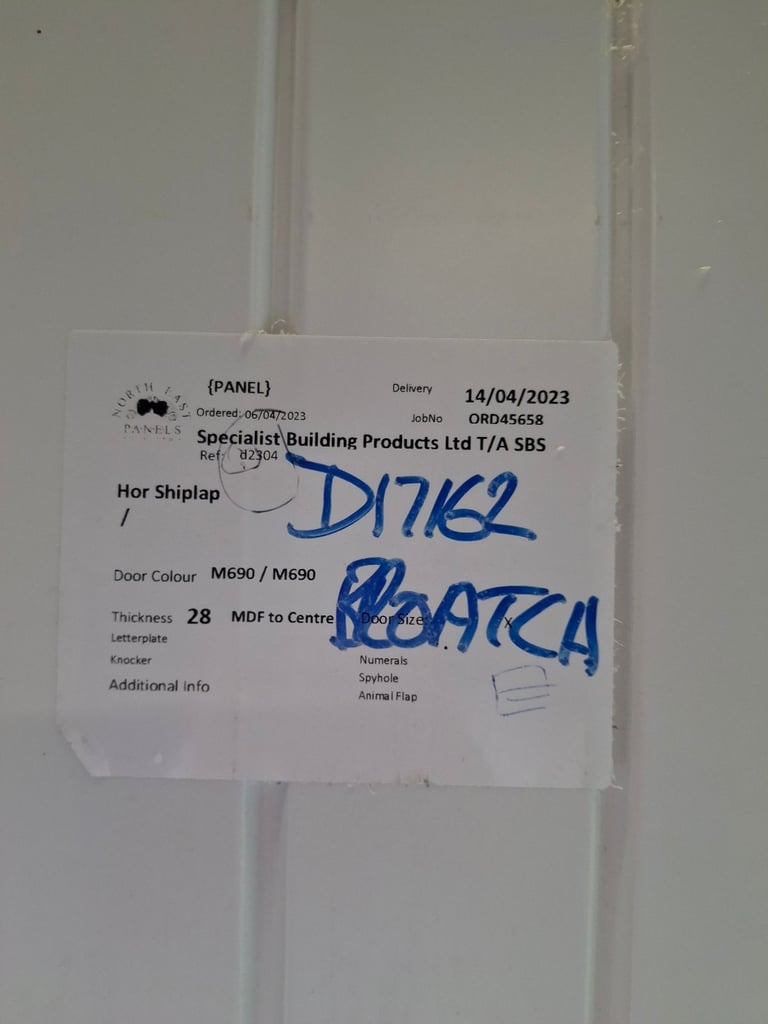 NORTH EAST
PANELS
{PANEL}
Delivery 14/04/2023
Ordered: 06/04/2023
JobNo ORD45658
Specialist Building Products Ltd T/A SBS
Ref: d2304
D17162
Hor Shiplap
/
Door Colour M690 / M690
Thickness 28 MDF to Centre Door Size: X
Letterplate
Knocker
Numerals
Spyhole
Additional Info
Animal Flap